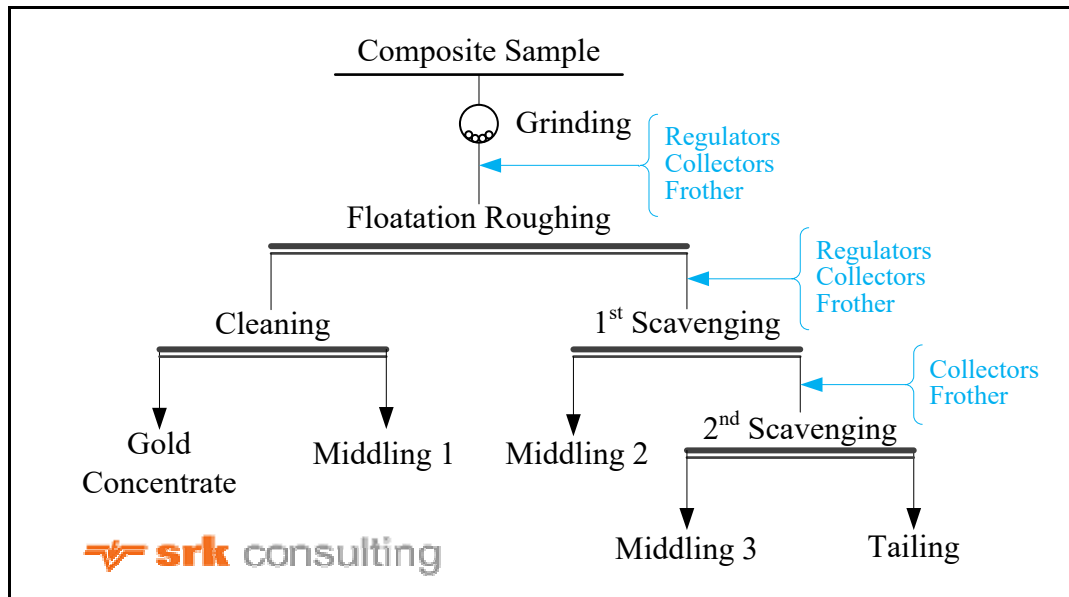 Composite Sample
Grinding
Regulators
Collectors
Frother
Floatation Roughing
Regulators
Collectors
Frother
Cleaning
1st Scavenging
Collectors
Frother
2nd Scavenging
Gold
Concentrate
Middling 1
Middling 2
Middling 3
Tailing
srk consulting